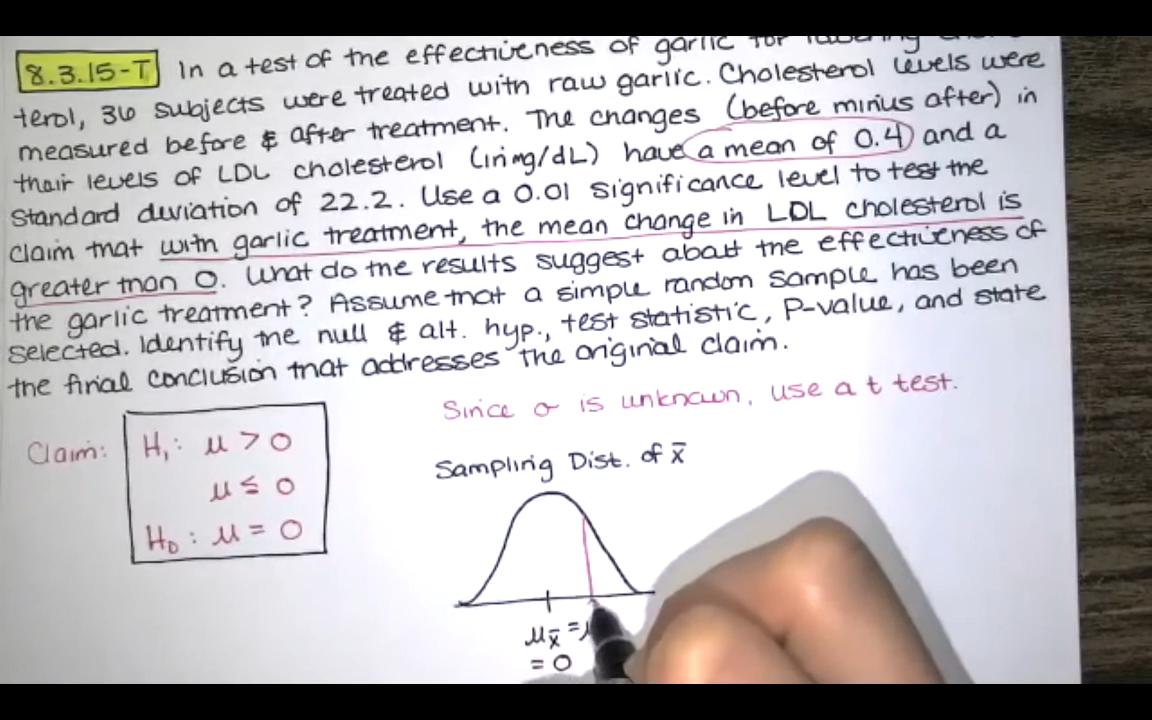 8.3.15-T In a test of the effectiveness of garlic for lowering
terol, 36 subjects were treated with raw garlic. Cholesterol levels were
measured before & after treatment. The changes (before minus after) in
their levels of LDL cholesterol (in mg/dL) have a mean of 0.4 and a
standard deviation of 22.2. Use a 0.01 significance level to test the
claim that with garlic treatment, the mean change in LDL cholesterol is
greater than 0. What do the results suggest about the effectiveness of
the garlic treatment? Assume that a simple random sample has been
selected. Identify the null & alt. hyp., test statistic, P-value, and state
the final conclusion that addresses the original claim.
Since σ is unknown, use a t test.
Claim: H₁: μ > 0
μ ≤ 0
H₀: μ = 0
Sampling Dist. of x̄
μx̄ =
= 0